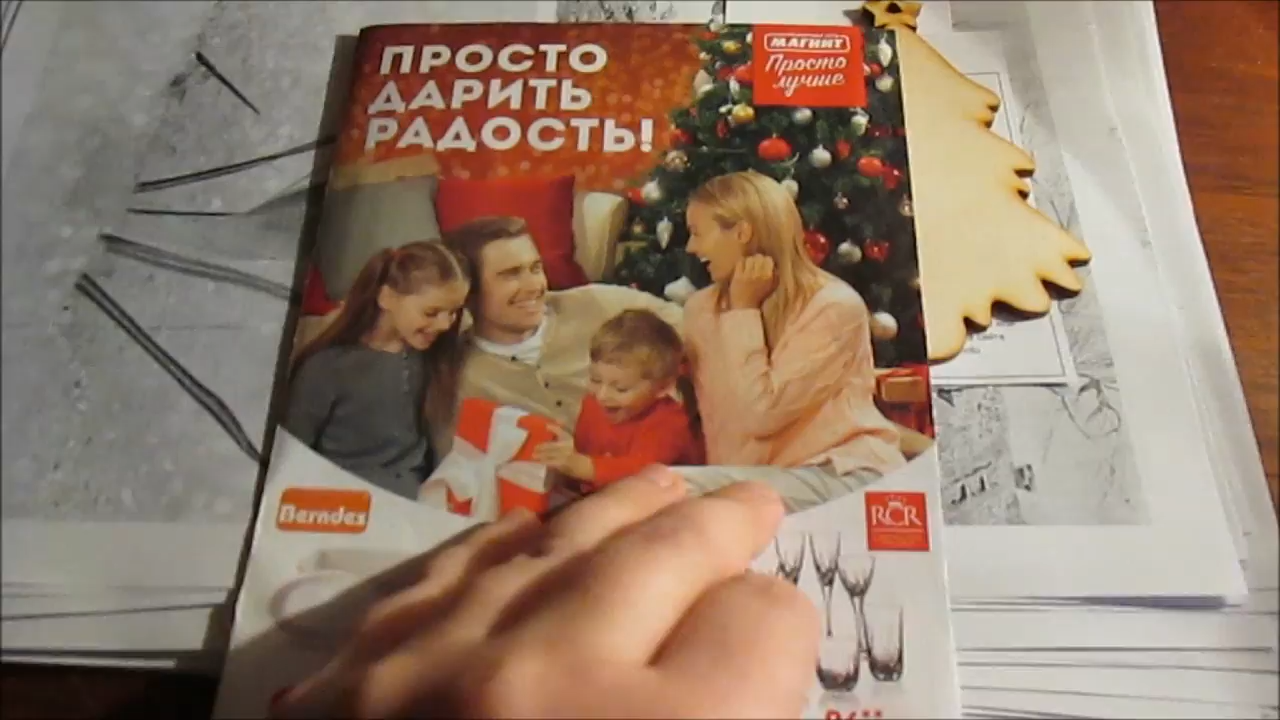 ПРОСТО
ДАРИТЬ
РАДОСТЬ!
МАГНИТ
Просто
лучше
Berndes
RCR